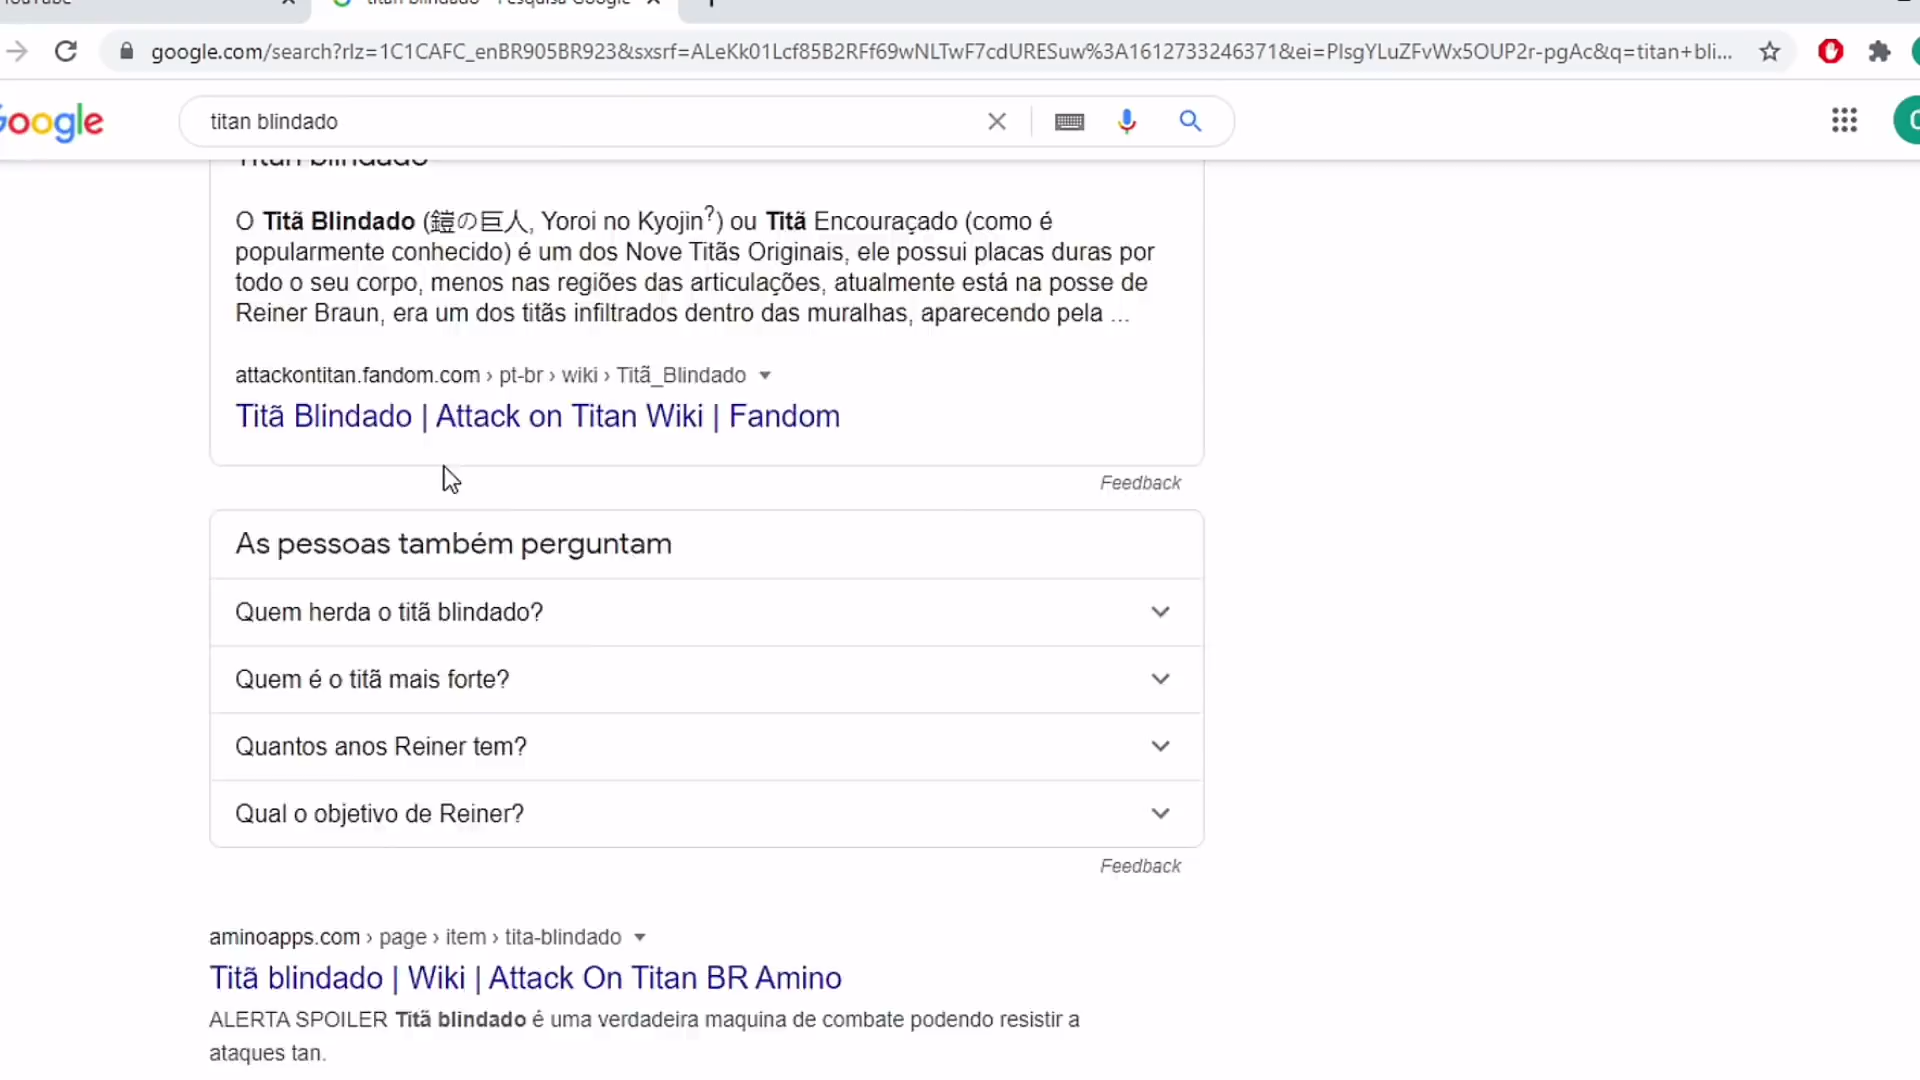 google.com/search?rlz=1C1CAFC_enBR905BR923&sxsrf=ALeKk01Lcf85B2RFf69wNLTwF7cdURESuw%3A1612733246371&ei=PIsgYLuZFvWx5OUP2r-pgAc&q=titan+bli...
Google
titan blindado
Titan blindado
O Titã Blindado (鎧の巨人, Yoroi no Kyojin?) ou Titã Encouraçado (como é
popularmente conhecido) é um dos Nove Titãs Originais, ele possui placas duras por
todo o seu corpo, menos nas regiões das articulações, atualmente está na posse de
Reiner Braun, era um dos titãs infiltrados dentro das muralhas, aparecendo pela ...
attackontitan.fandom.com › pt-br › wiki › Titã_Blindado
Titã Blindado | Attack on Titan Wiki | Fandom
Feedback
As pessoas também perguntam
Quem herda o titã blindado?
Quem é o titã mais forte?
Quantos anos Reiner tem?
Qual o objetivo de Reiner?
Feedback
aminoapps.com › page › item › tita-blindado
Titã blindado | Wiki | Attack On Titan BR Amino
ALERTA SPOILER Titã blindado é uma verdadeira maquina de combate podendo resistir a
ataques tan.